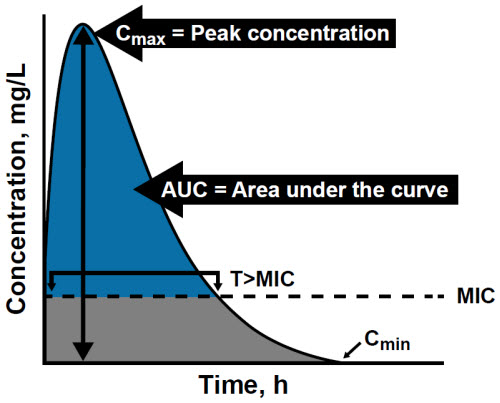 Cmax = Peak concentration
AUC = Area under the curve
T>MIC
MIC
Cmin
Concentration, mg/L
Time, h